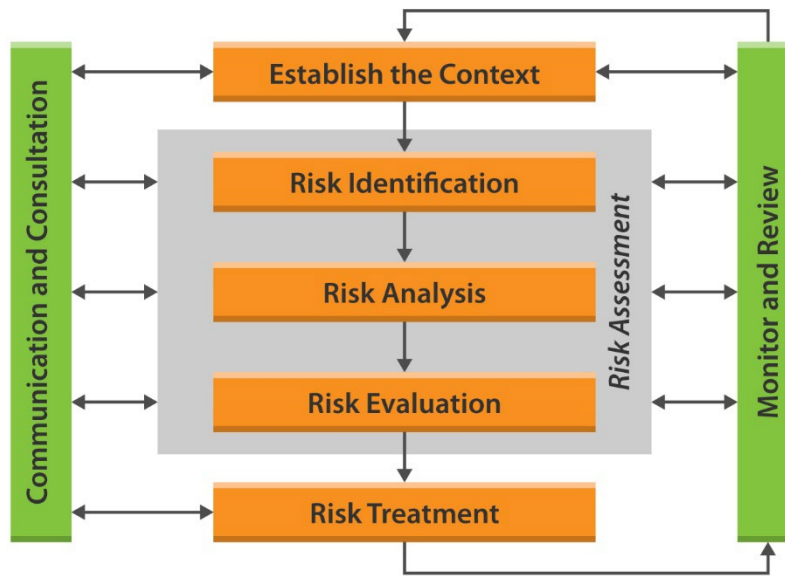 Establish the Context
Communication and Consultation
Risk Identification
Risk Analysis
Risk Evaluation
Risk Assessment
Monitor and Review
Risk Treatment